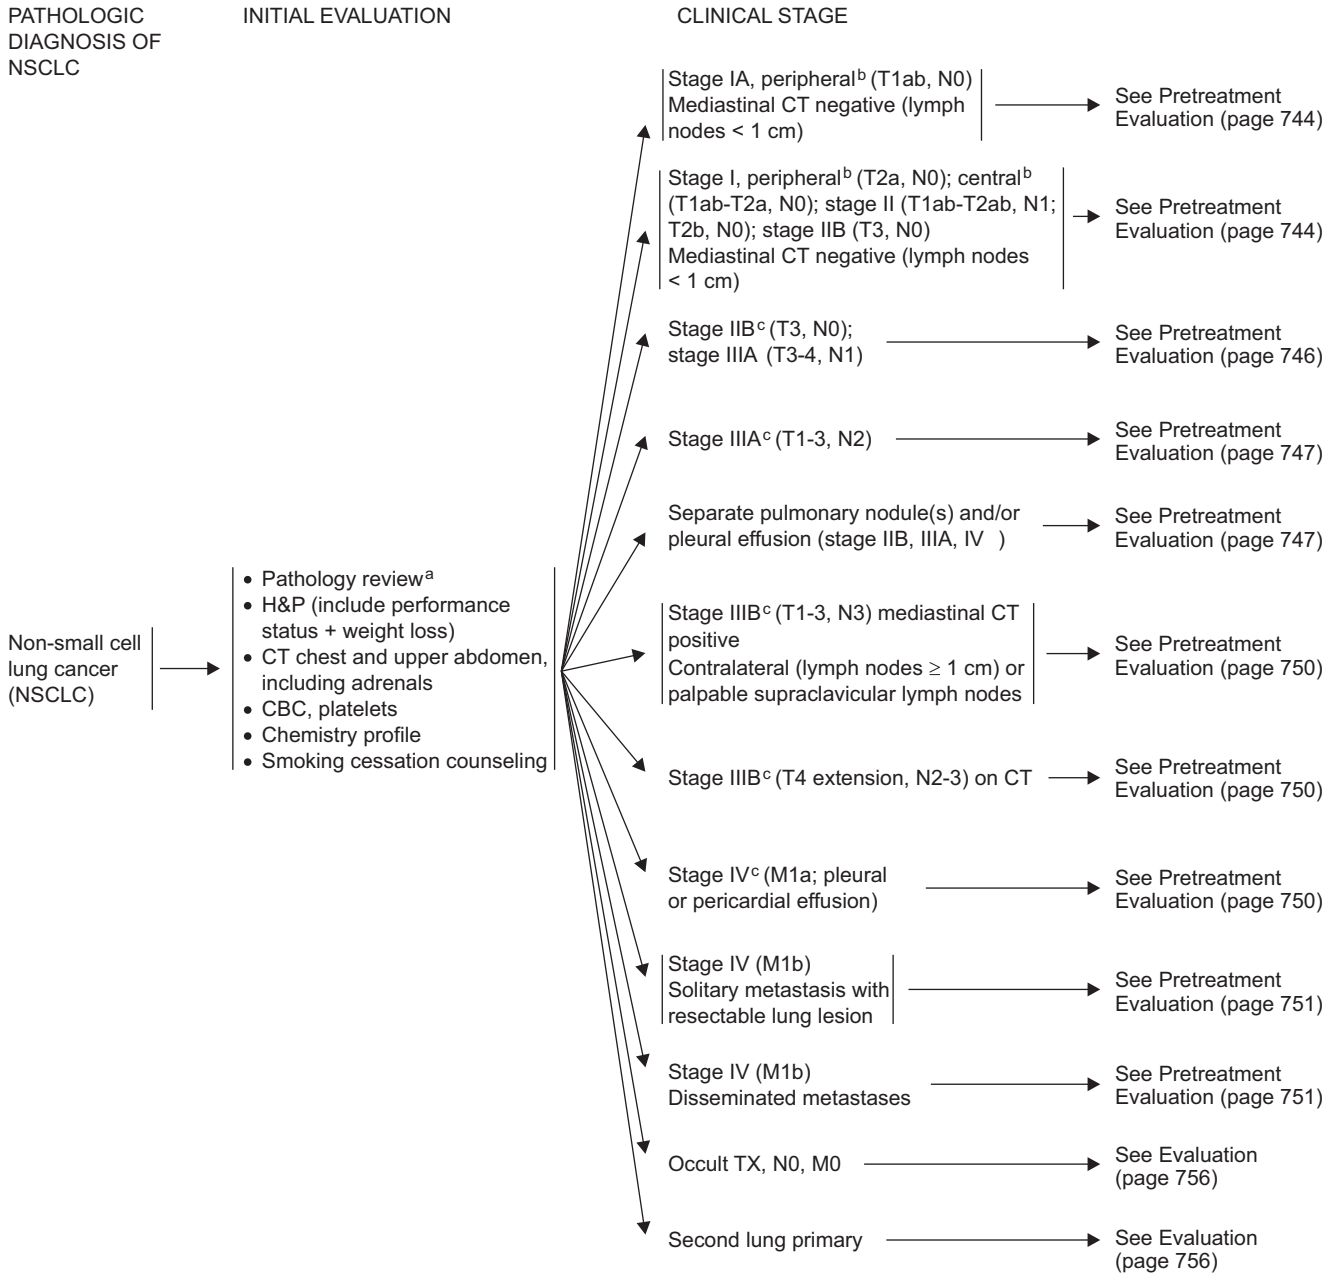 PATHOLOGIC
DIAGNOSIS OF
NSCLC
INITIAL EVALUATION
CLINICAL STAGE
Non-small cell
lung cancer
(NSCLC)
• Pathology reviewᵃ
• H&P (include performance
status + weight loss)
• CT chest and upper abdomen,
including adrenals
• CBC, platelets
• Chemistry profile
• Smoking cessation counseling
Stage IA, peripheralᵇ (T1ab, N0)
Mediastinal CT negative (lymph
nodes < 1 cm)
See Pretreatment
Evaluation (page 744)
Stage I, peripheralᵇ (T2a, N0); centralᵇ
(T1ab-T2a, N0); stage II (T1ab-T2ab, N1;
T2b, N0); stage IIB (T3, N0)
Mediastinal CT negative (lymph nodes
< 1 cm)
See Pretreatment
Evaluation (page 744)
Stage IIBᶜ (T3, N0);
stage IIIA (T3-4, N1)
See Pretreatment
Evaluation (page 746)
Stage IIIAᶜ (T1-3, N2)
See Pretreatment
Evaluation (page 747)
Separate pulmonary nodule(s) and/or
pleural effusion (stage IIB, IIIA, IV )
See Pretreatment
Evaluation (page 747)
Stage IIIBᶜ (T1-3, N3) mediastinal CT
positive
Contralateral (lymph nodes ≥ 1 cm) or
palpable supraclavicular lymph nodes
See Pretreatment
Evaluation (page 750)
Stage IIIBᶜ (T4 extension, N2-3) on CT
See Pretreatment
Evaluation (page 750)
Stage IVᶜ (M1a; pleural
or pericardial effusion)
See Pretreatment
Evaluation (page 750)
Stage IV (M1b)
Solitary metastasis with
resectable lung lesion
See Pretreatment
Evaluation (page 751)
Stage IV (M1b)
Disseminated metastases
See Pretreatment
Evaluation (page 751)
Occult TX, N0, M0
See Evaluation
(page 756)
Second lung primary
See Evaluation
(page 756)